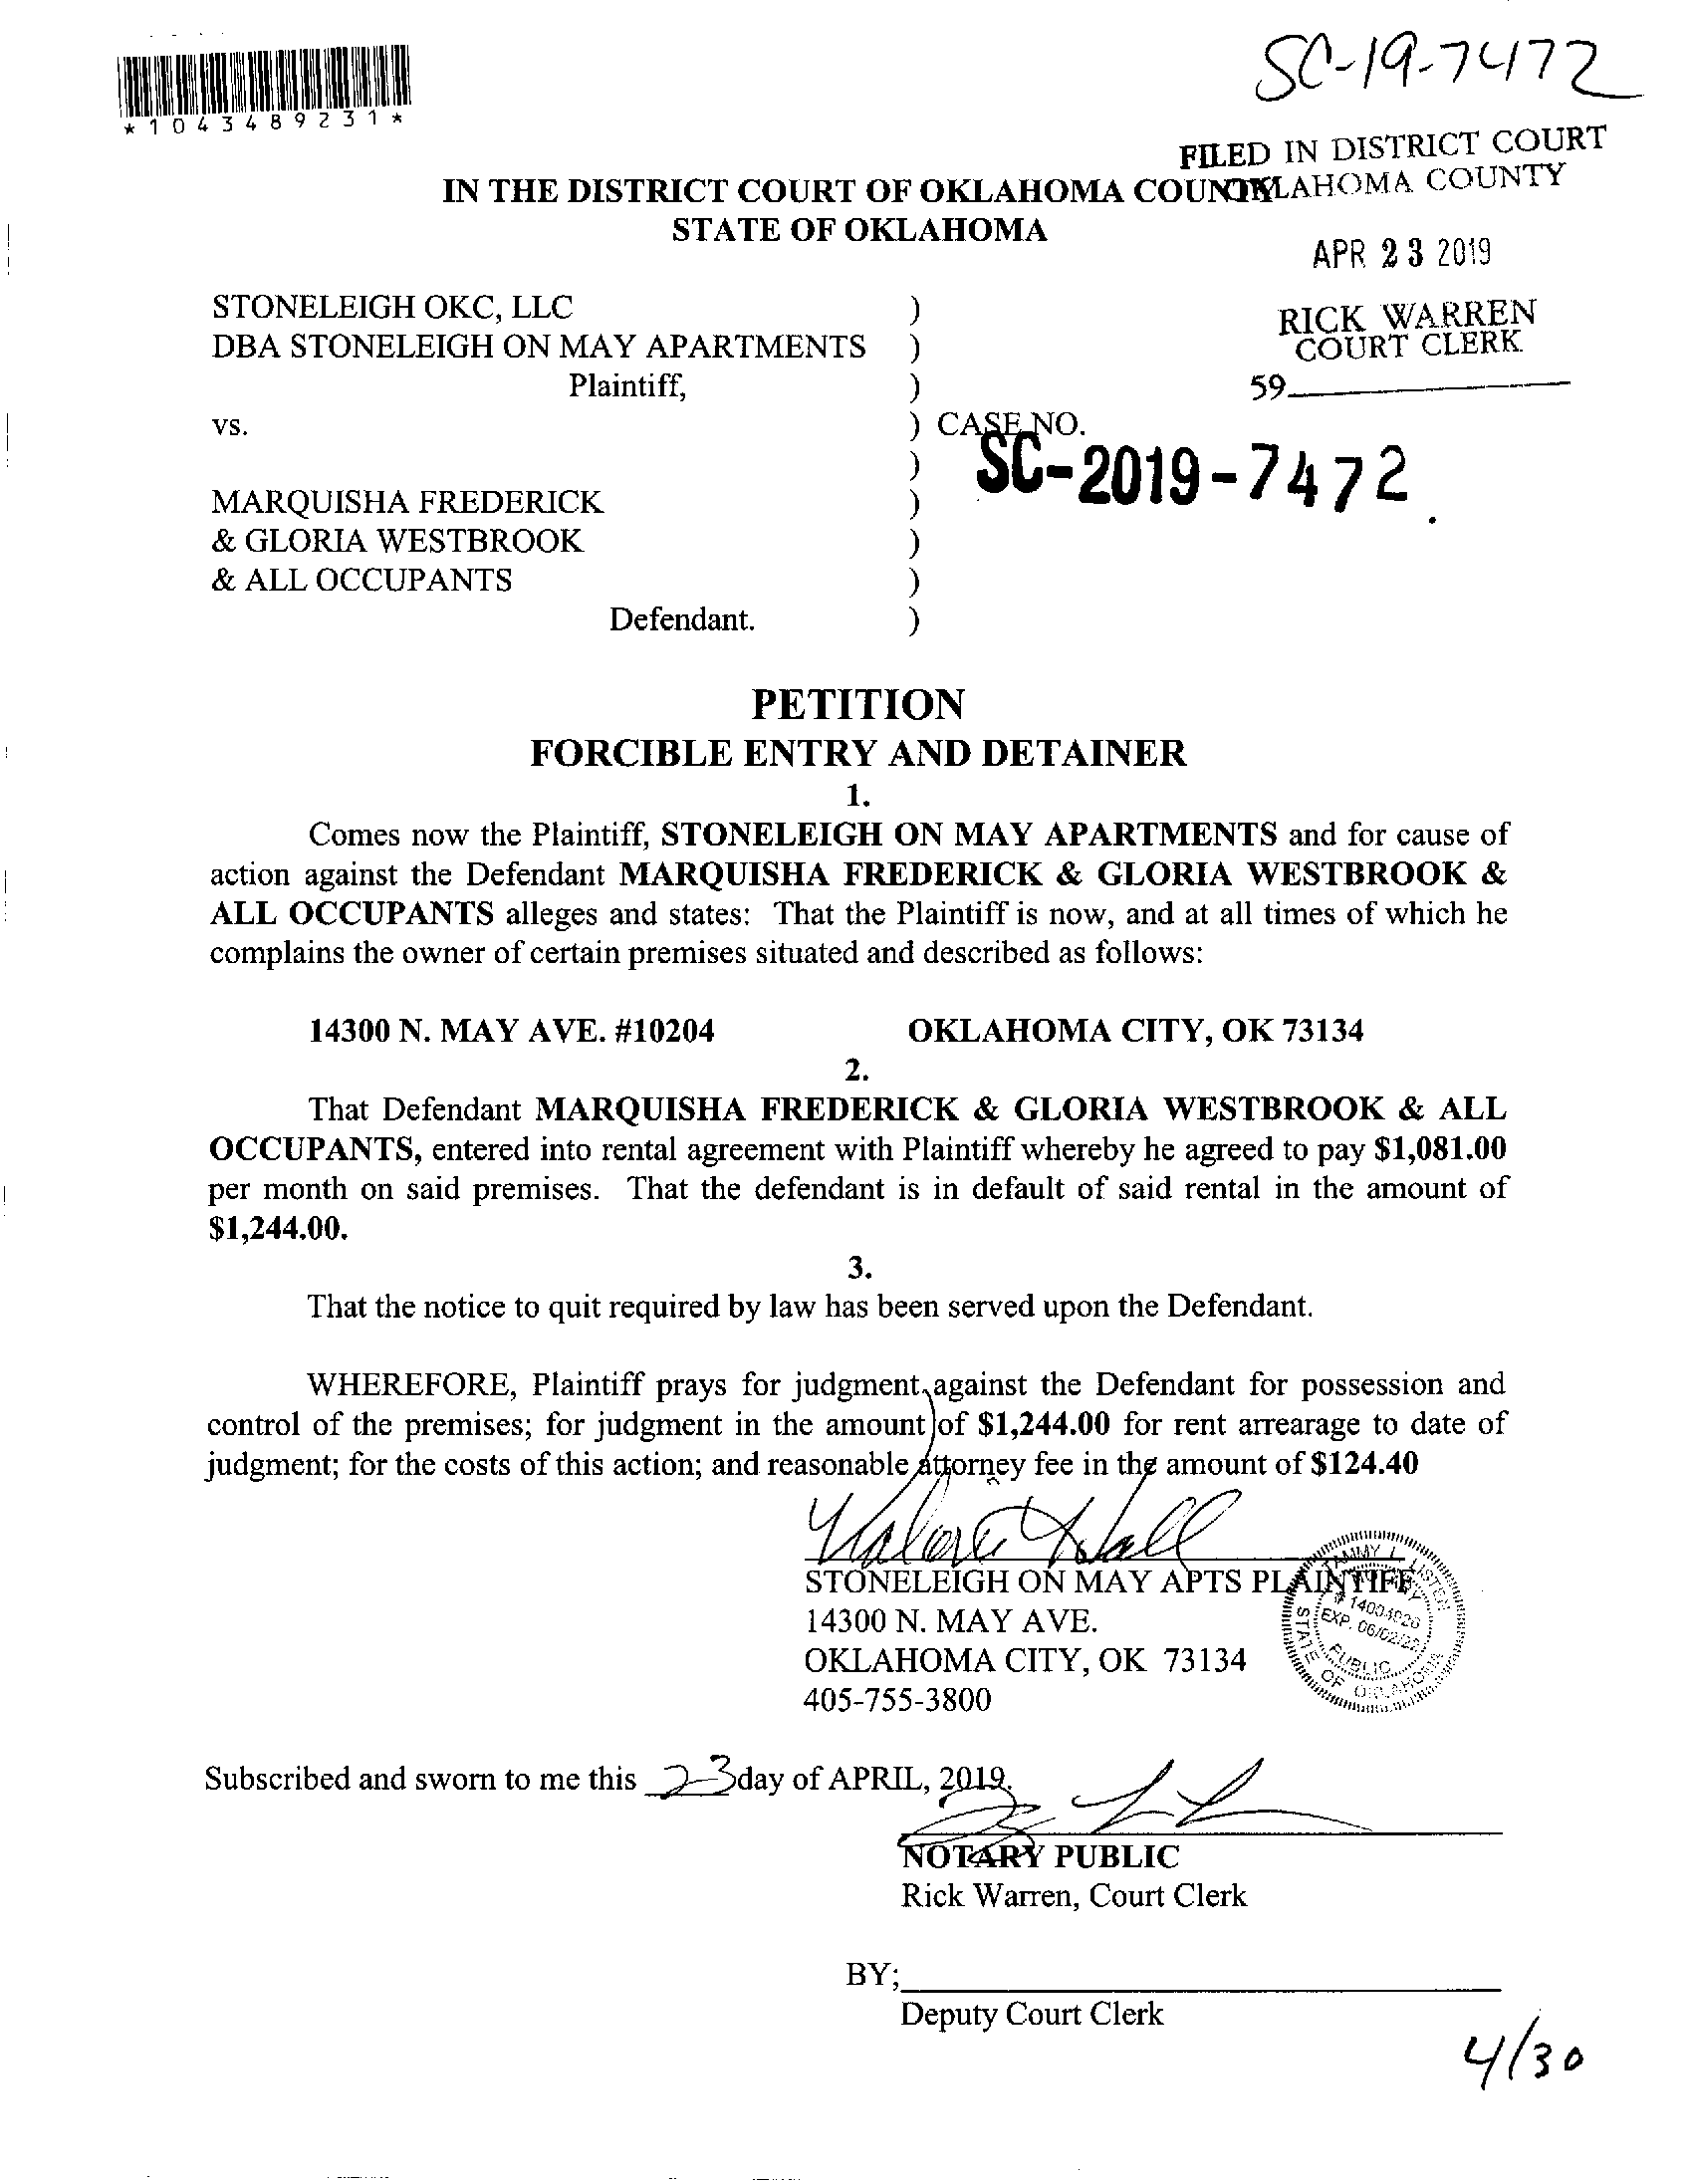 SC-19-7472
*1043489231*
FILED IN DISTRICT COURT
OKLAHOMA COUNTY
IN THE DISTRICT COURT OF OKLAHOMA COUNTY
STATE OF OKLAHOMA
APR 23 2019
STONELEIGH OKC, LLC )
DBA STONELEIGH ON MAY APARTMENTS )
Plaintiff, )
RICK WARREN
COURT CLERK
59
vs. ) CASE NO.
) SC-2019-7472
MARQUISHA FREDERICK )
& GLORIA WESTBROOK )
& ALL OCCUPANTS )
Defendant. )
PETITION
FORCIBLE ENTRY AND DETAINER
1.
Comes now the Plaintiff, STONELEIGH ON MAY APARTMENTS and for cause of
action against the Defendant MARQUISHA FREDERICK & GLORIA WESTBROOK &
ALL OCCUPANTS alleges and states: That the Plaintiff is now, and at all times of which he
complains the owner of certain premises situated and described as follows:
14300 N. MAY AVE. #10204 OKLAHOMA CITY, OK 73134
2.
That Defendant MARQUISHA FREDERICK & GLORIA WESTBROOK & ALL
OCCUPANTS, entered into rental agreement with Plaintiff whereby he agreed to pay $1,081.00
per month on said premises. That the defendant is in default of said rental in the amount of
$1,244.00.
3.
That the notice to quit required by law has been served upon the Defendant.
WHEREFORE, Plaintiff prays for judgment against the Defendant for possession and
control of the premises; for judgment in the amount of $1,244.00 for rent arrearage to date of
judgment; for the costs of this action; and reasonable attorney fee in the amount of $124.40
STONELEIGH ON MAY APTS PLAINTIFF
14300 N. MAY AVE.
OKLAHOMA CITY, OK 73134
405-755-3800
TAMMY L. LISTER
NOTARY
EXP. 06/02/22
PUBLIC
STATE OF OKLAHOMA
Subscribed and sworn to me this 23 day of APRIL, 2019.
NOTARY PUBLIC
Rick Warren, Court Clerk
BY;
Deputy Court Clerk
4/30